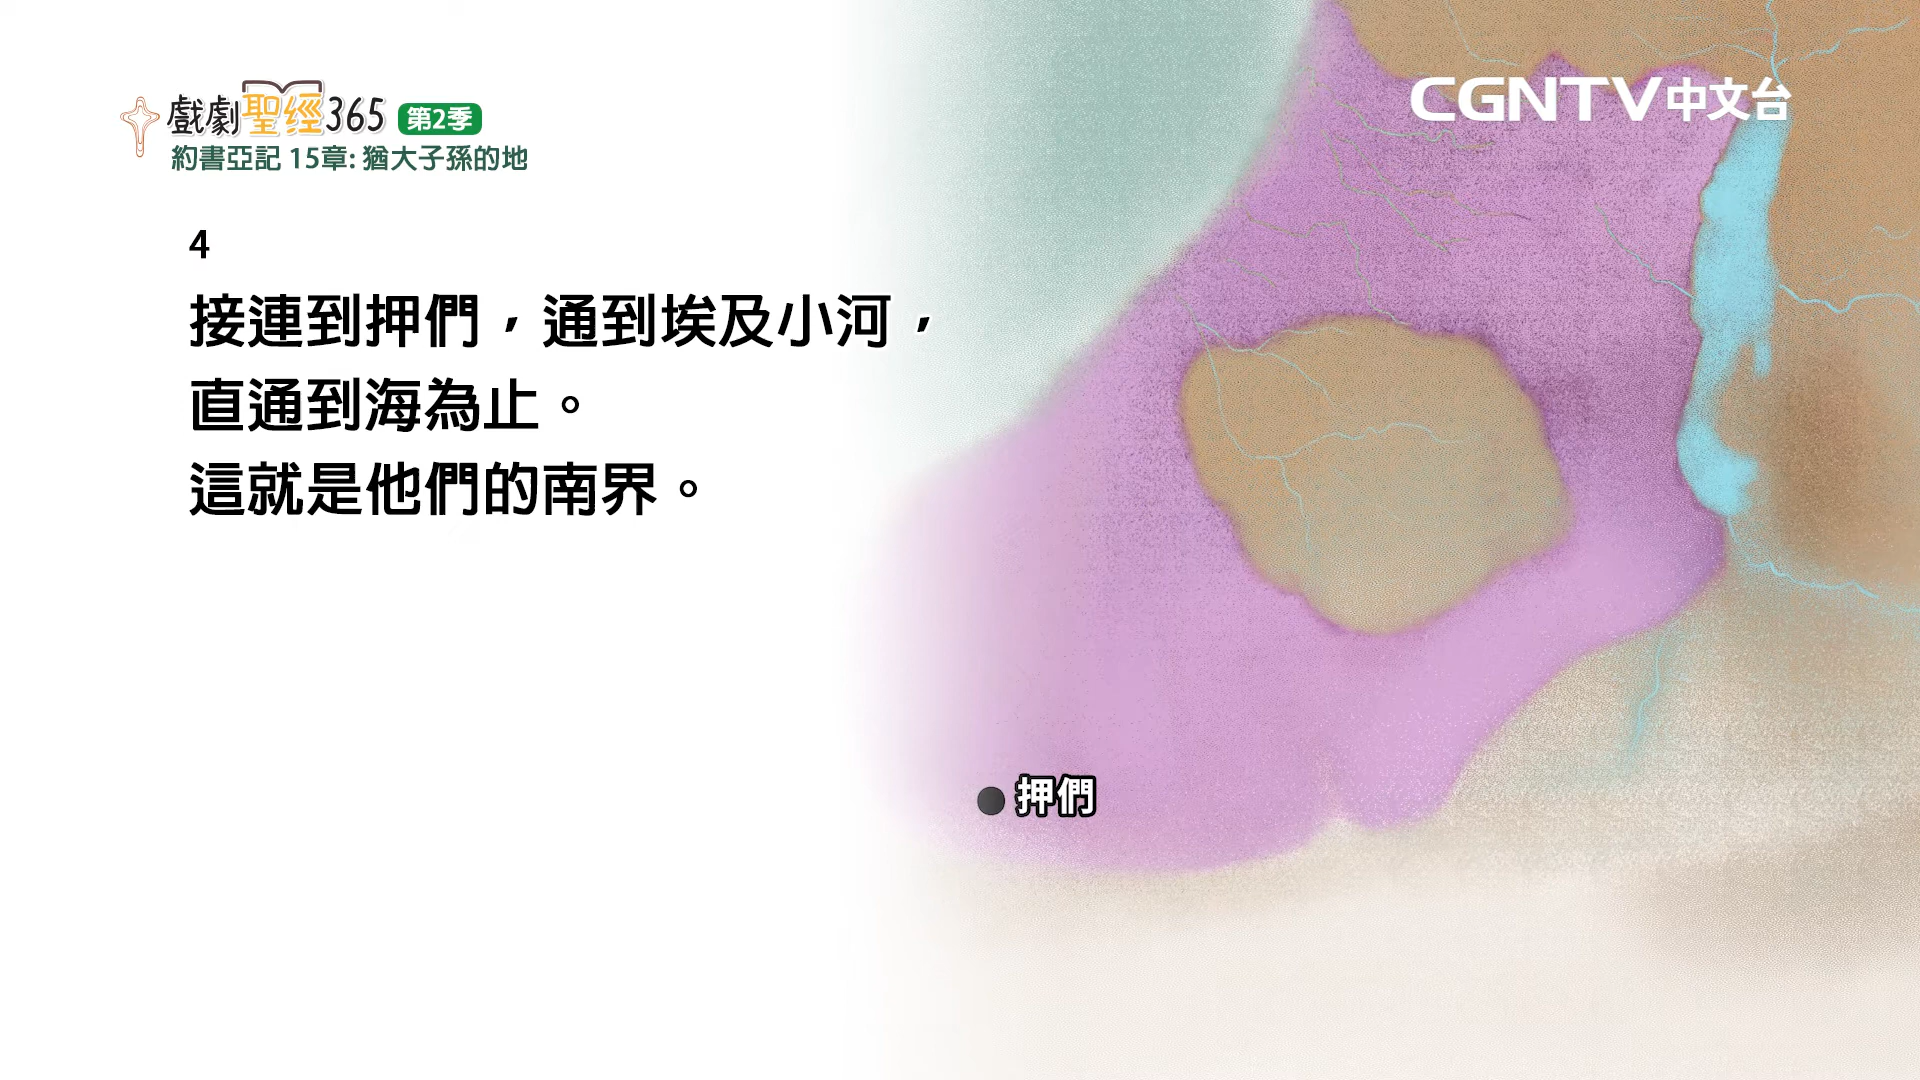 戲劇聖經365 第2季
約書亞記 15章: 猶大子孫的地
CGNTV中文台
4
接連到押們，通到埃及小河，
直通到海為止。
這就是他們的南界。
押們